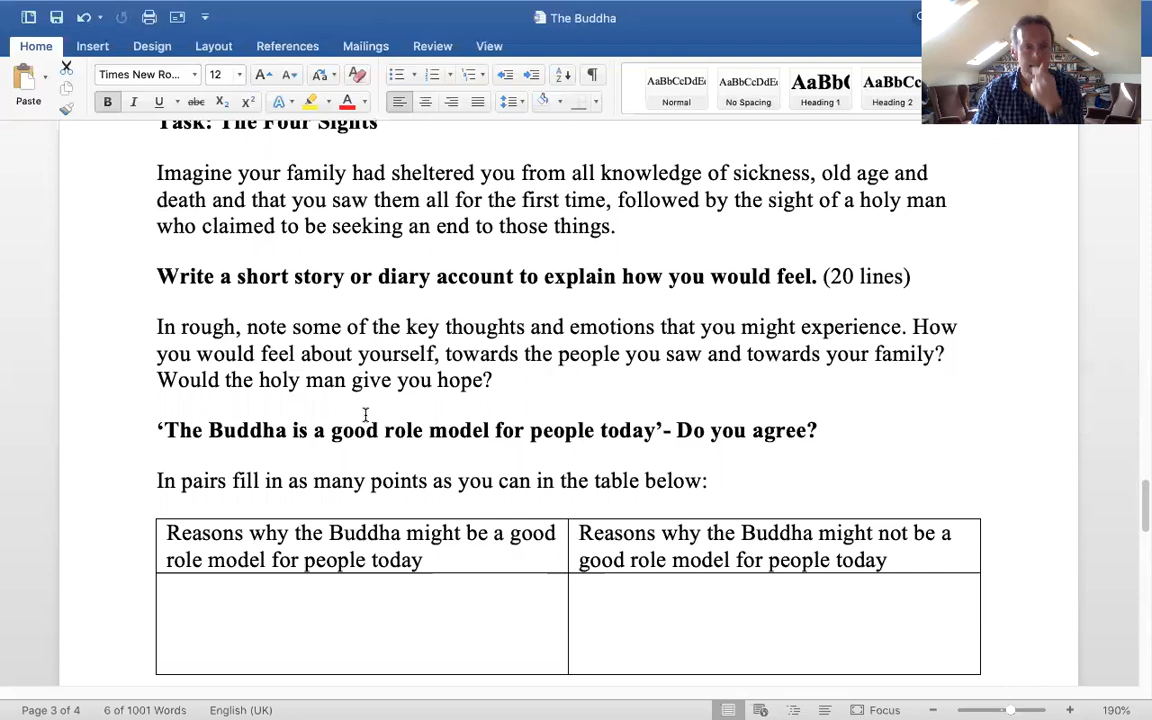 The Buddha
Home Insert Design Layout References Mailings Review View
Times New Ro... 12
Paste
AaBbCcDdE AaBbCcDdE AaBb( AaBbCc
Normal No Spacing Heading 1 Heading 2
Task: The Four Sights
Imagine your family had sheltered you from all knowledge of sickness, old age and
death and that you saw them all for the first time, followed by the sight of a holy man
who claimed to be seeking an end to those things.
Write a short story or diary account to explain how you would feel. (20 lines)
In rough, note some of the key thoughts and emotions that you might experience. How
you would feel about yourself, towards the people you saw and towards your family?
Would the holy man give you hope?
‘The Buddha is a good role model for people today’- Do you agree?
In pairs fill in as many points as you can in the table below:
Reasons why the Buddha might be a good
role model for people today
Reasons why the Buddha might not be a
good role model for people today
Page 3 of 4 6 of 1001 Words English (UK) Focus 190%